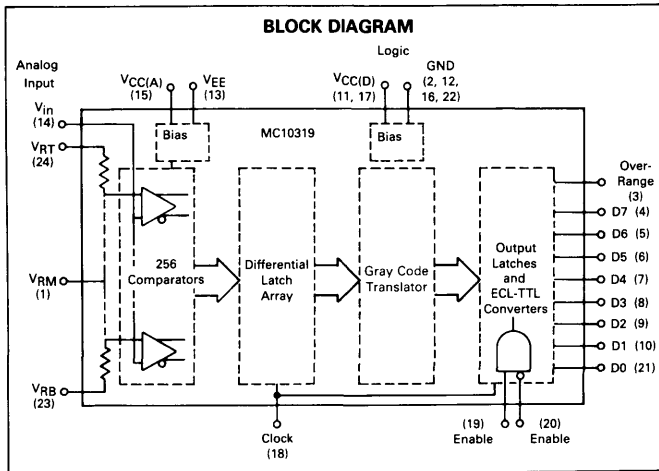 BLOCK DIAGRAM
Analog
Input
Logic
VCC(A)
(15)
VEE
(13)
VCC(D)
(11, 17)
GND
(2, 12,
16, 22)
Vin
(14)
VRT
(24)
Bias
MC10319
Bias
Over-
Range
(3)
D7 (4)
D6 (5)
D5 (6)
D4 (7)
D3 (8)
D2 (9)
D1 (10)
D0 (21)
256
Comparators
Differential
Latch
Array
Gray Code
Translator
Output
Latches
and
ECL-TTL
Converters
VRM
(1)
VRB
(23)
Clock
(18)
(19)
Enable
(20)
Enable